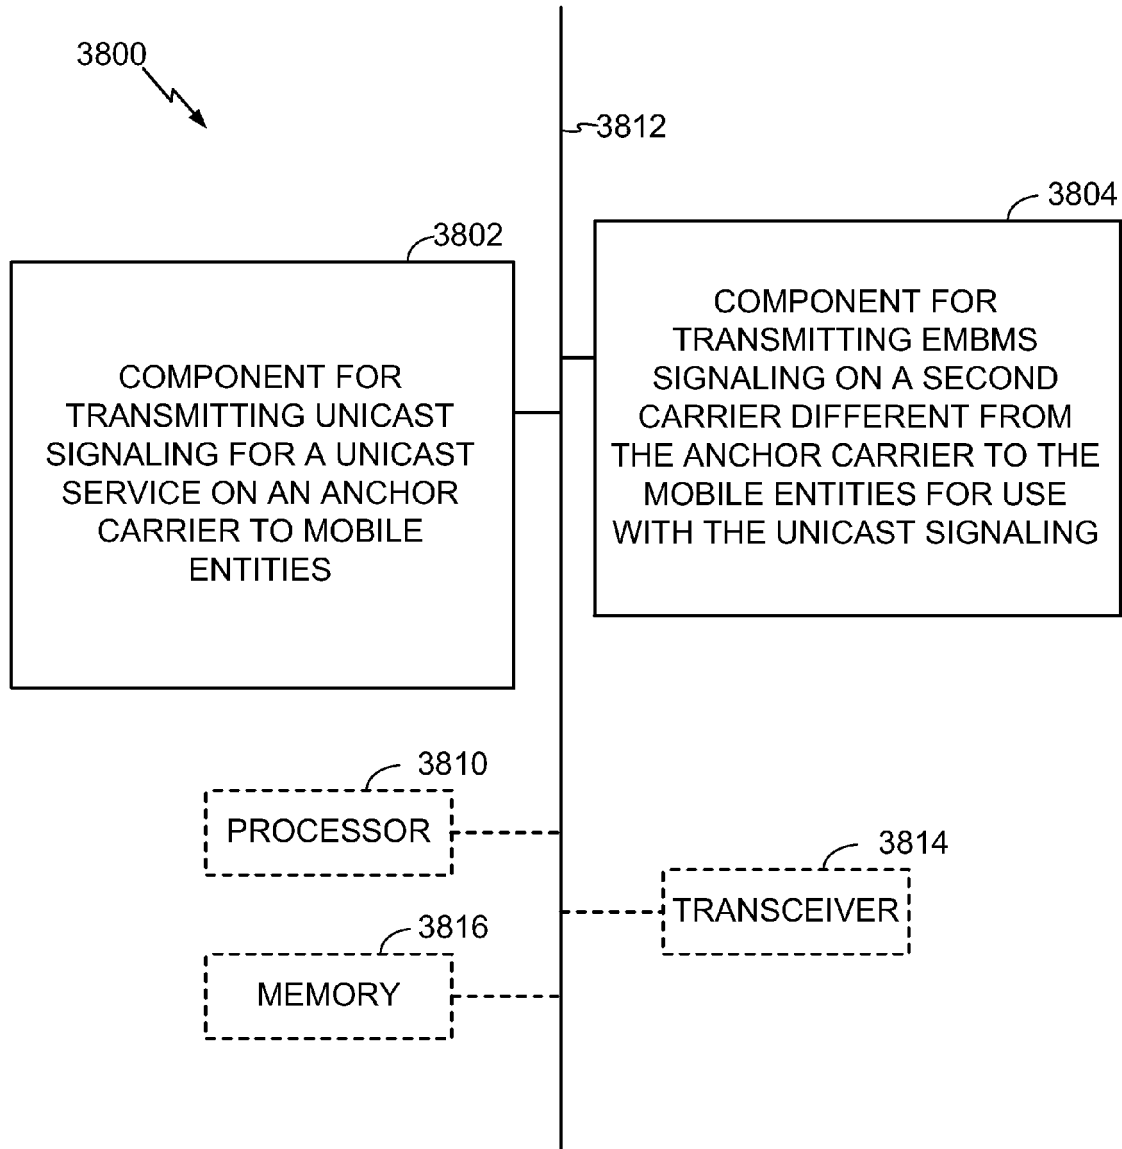 3800
3812
3804
3802
COMPONENT FOR
TRANSMITTING UNICAST
SIGNALING FOR A UNICAST
SERVICE ON AN ANCHOR
CARRIER TO MOBILE
ENTITIES
COMPONENT FOR
TRANSMITTING EMBMS
SIGNALING ON A SECOND
CARRIER DIFFERENT FROM
THE ANCHOR CARRIER TO THE
MOBILE ENTITIES FOR USE
WITH THE UNICAST SIGNALING
3810
PROCESSOR
3814
TRANSCEIVER
3816
MEMORY